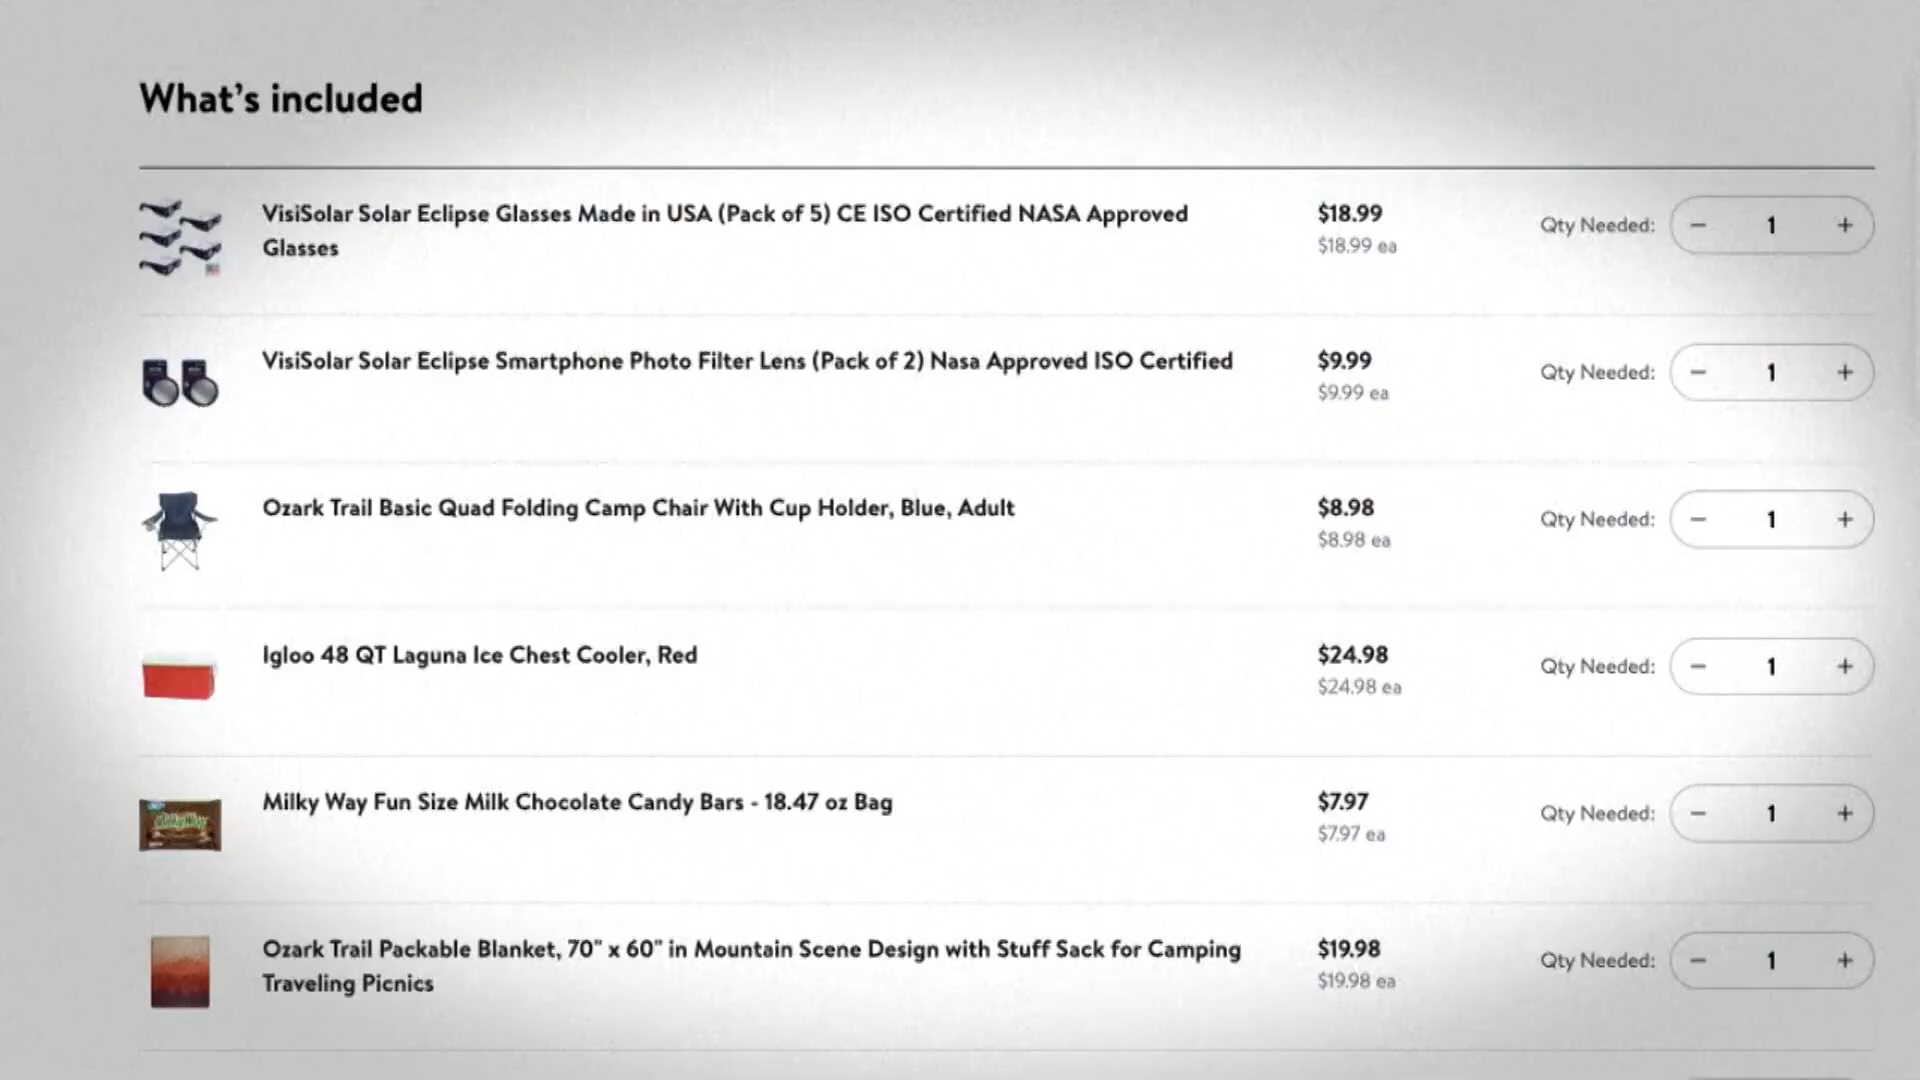 What's included
VisiSolar Solar Eclipse Glasses Made in USA (Pack of 5) CE ISO Certified NASA Approved
Glasses
$18.99
$18.99 ea
Qty Needed:
− 1 +
VisiSolar Solar Eclipse Smartphone Photo Filter Lens (Pack of 2) Nasa Approved ISO Certified
$9.99
$9.99 ea
Qty Needed:
− 1 +
Ozark Trail Basic Quad Folding Camp Chair With Cup Holder, Blue, Adult
$8.98
$8.98 ea
Qty Needed:
− 1 +
Igloo 48 QT Laguna Ice Chest Cooler, Red
$24.98
$24.98 ea
Qty Needed:
− 1 +
MilkyWay
Milky Way Fun Size Milk Chocolate Candy Bars - 18.47 oz Bag
$7.97
$7.97 ea
Qty Needed:
− 1 +
Ozark Trail Packable Blanket, 70" x 60" in Mountain Scene Design with Stuff Sack for Camping
Traveling Picnics
$19.98
$19.98 ea
Qty Needed:
− 1 +